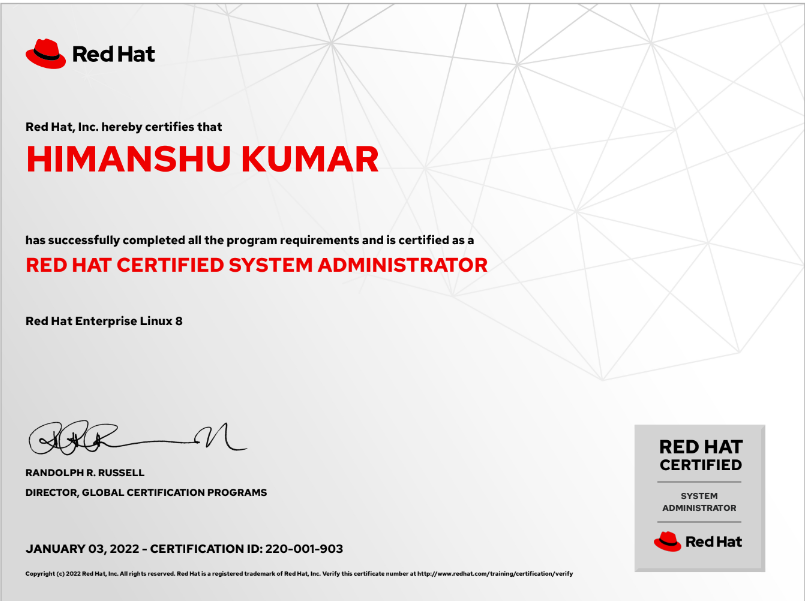 Red Hat
Red Hat, Inc. hereby certifies that
HIMANSHU KUMAR
has successfully completed all the program requirements and is certified as a
RED HAT CERTIFIED SYSTEM ADMINISTRATOR
Red Hat Enterprise Linux 8
RANDOLPH R. RUSSELL
DIRECTOR, GLOBAL CERTIFICATION PROGRAMS
JANUARY 03, 2022 - CERTIFICATION ID: 220-001-903
Copyright (c) 2022 Red Hat, Inc. All rights reserved. Red Hat is a registered trademark of Red Hat, Inc. Verify this certificate number at http://www.redhat.com/training/certification/verify
RED HAT
CERTIFIED
SYSTEM
ADMINISTRATOR
Red Hat